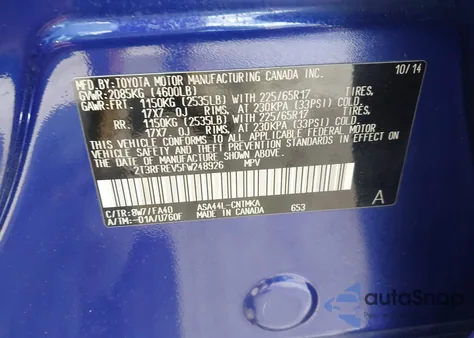 MFD.BY:TOYOTA MOTOR MANUFACTURING CANADA INC. 10/14
GVWR:2085KG (4600LB)
GAWR:FRT. 1150KG (2535LB) WITH 225/65R17 TIRES,
17X7.0J RIMS, AT 230KPA (33PSI) COLD.
RR. 1150KG (2535LB) WITH 225/65R17 TIRES,
17X7.0J RIMS, AT 230KPA (33PSI) COLD.
THIS VEHICLE CONFORMS TO ALL APPLICABLE FEDERAL MOTOR
VEHICLE SAFETY AND THEFT PREVENTION STANDARDS IN EFFECT ON
THE DATE OF MANUFACTURE SHOWN ABOVE.
2T3RFREV5FW248926 MPV
C/TR:8W7/FA40 ASA44L-CNTMKA
A/TM:-01A/U760F MADE IN CANADA 653 A
autoSnap